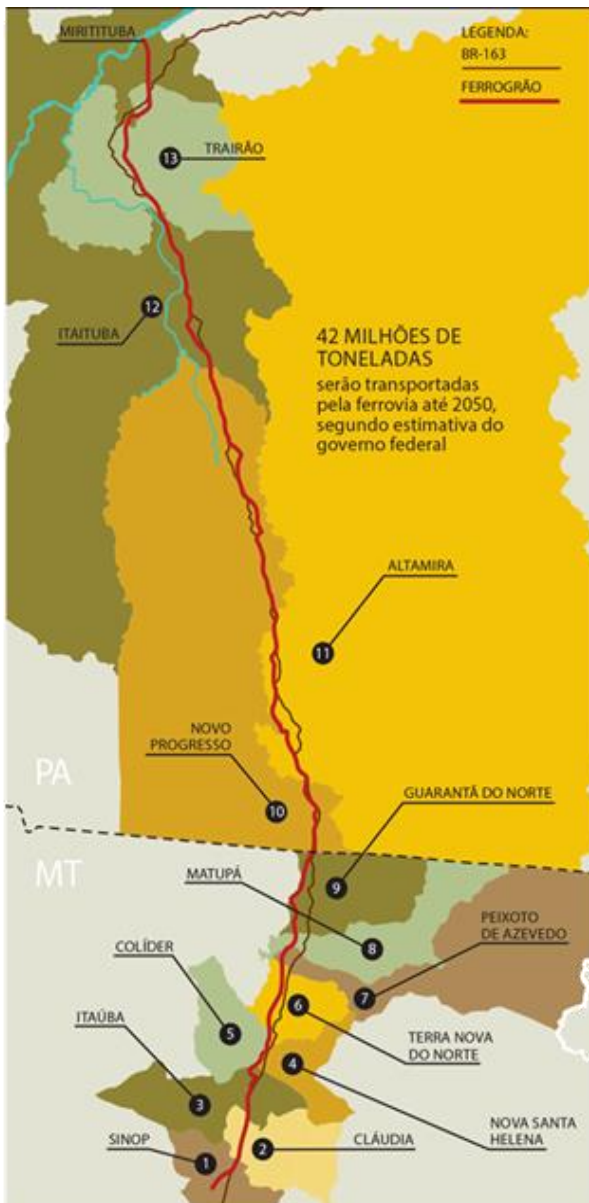 MIRITITUBA
LEGENDA:
BR-163
FERROGRÃO
13
TRAIRÃO
12
ITAITUBA
42 MILHÕES DE
TONELADAS
serão transportadas
pela ferrovia até 2050,
segundo estimativa do
governo federal
ALTAMIRA
11
NOVO
PROGRESSO
PA
10
GUARANTÃ DO NORTE
MT
MATUPÁ
9
PEIXOTO
DE AZEVEDO
8
COLÍDER
7
6
ITAÚBA
5
TERRA NOVA
DO NORTE
4
3
NOVA SANTA
HELENA
SINOP
1
2
CLÁUDIA